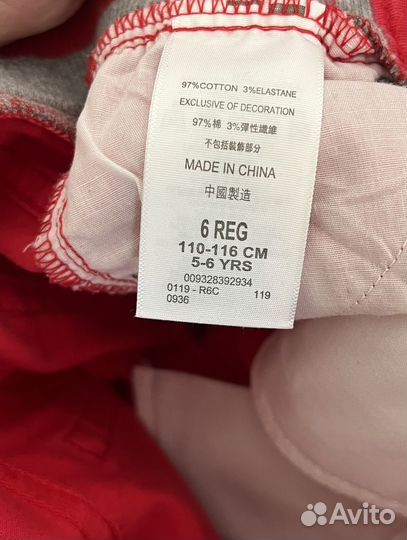 97%COTTON 3%ELASTANE
EXCLUSIVE OF DECORATION
97%棉 3%彈性纖維
不包括裝飾部分
MADE IN CHINA
中國製造
6 REG
110-116 CM
5-6 YRS
009328392934
0119 - R6C 119
0936
Avito